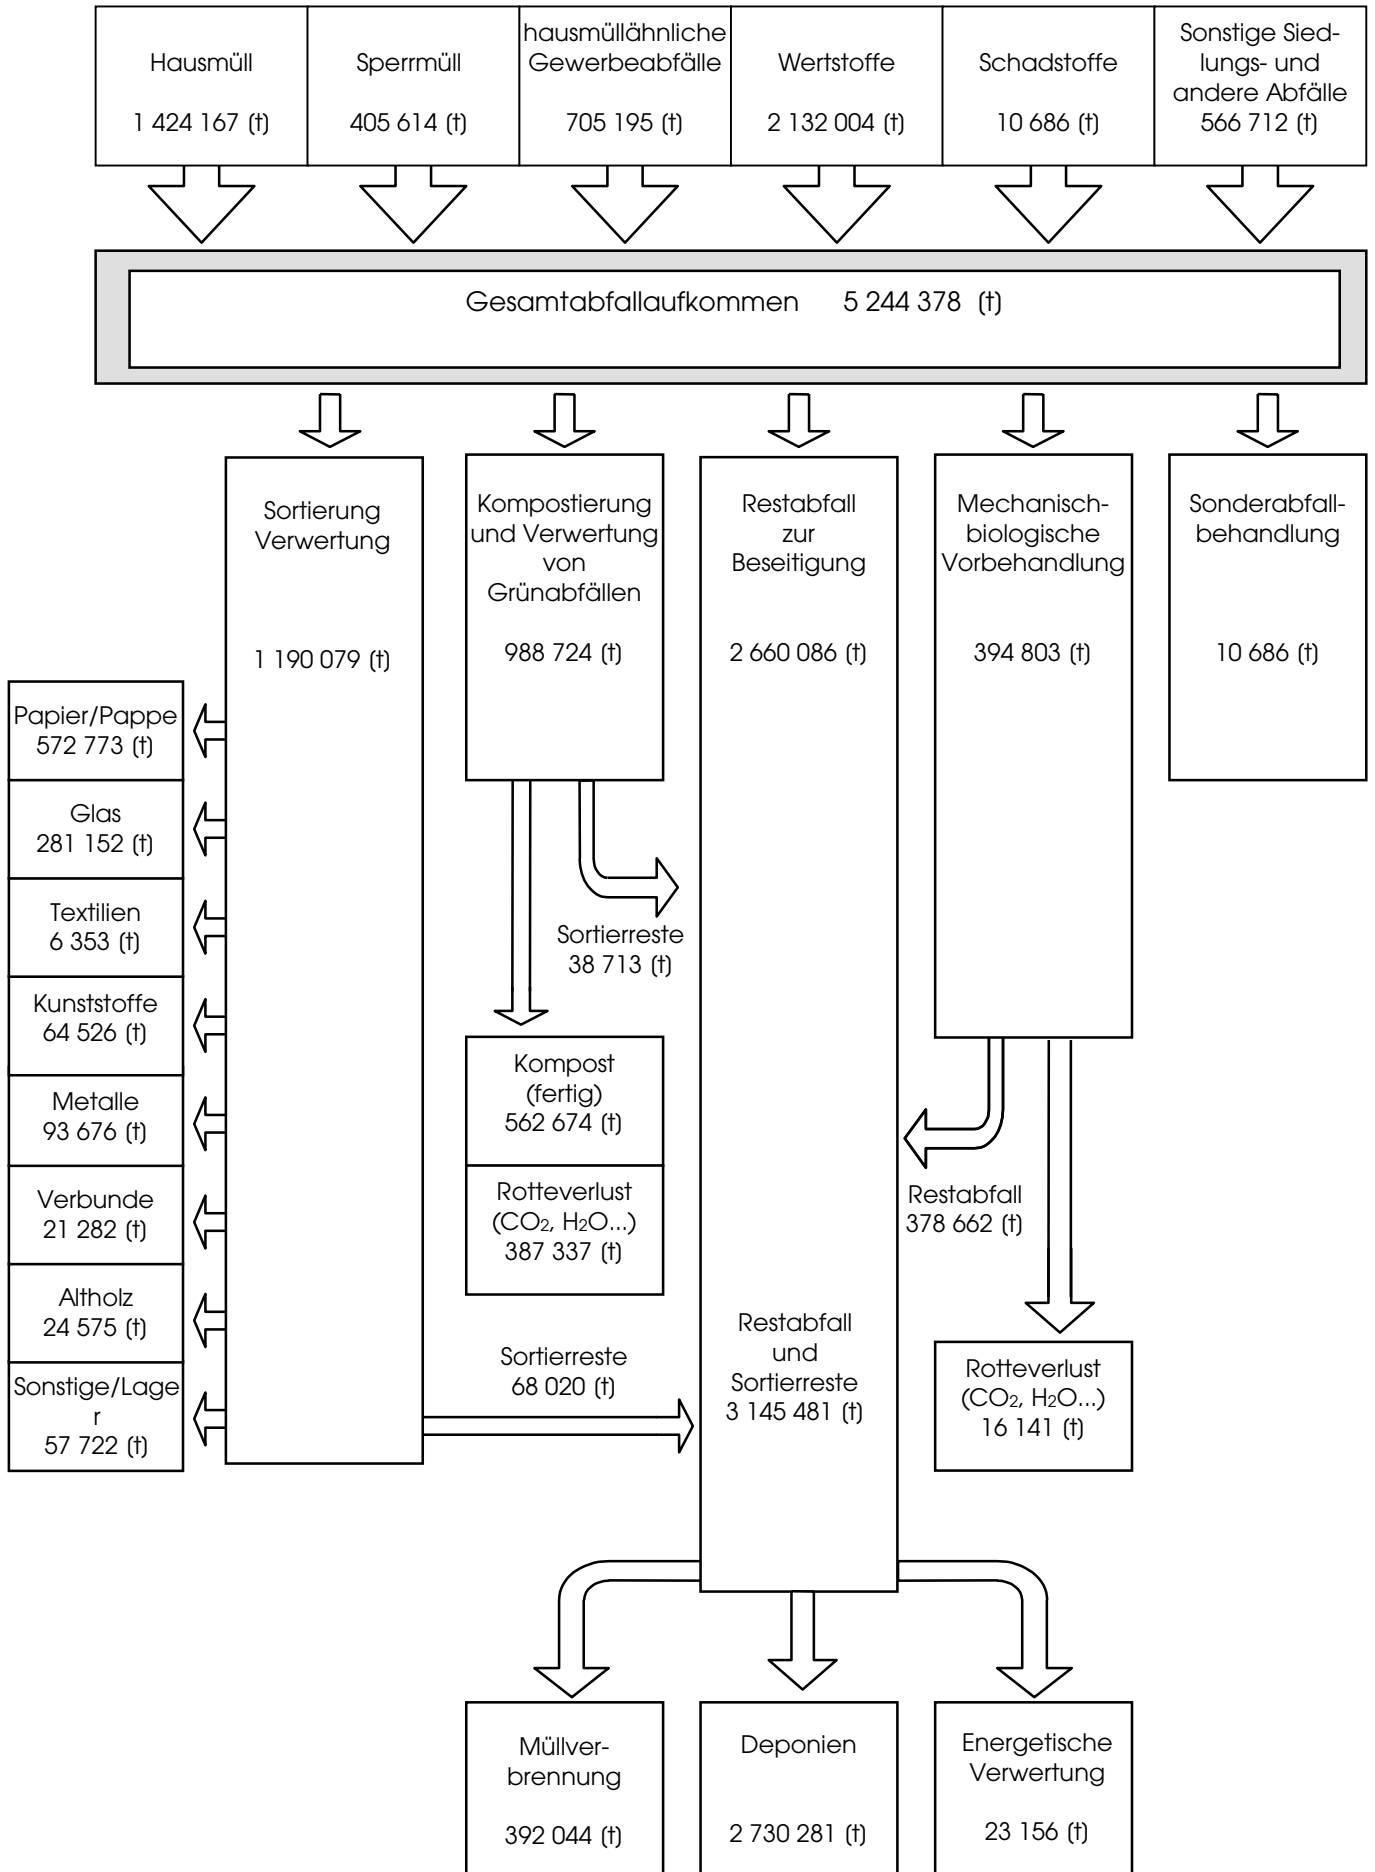 Hausmüll
1 424 167 (t)
Sperrmüll
405 614 (t)
hausmüllähnliche
Gewerbeabfälle
705 195 (t)
Wertstoffe
2 132 004 (t)
Schadstoffe
10 686 (t)
Sonstige Sied-
lungs- und
andere Abfälle
566 712 (t)
Gesamtabfallaufkommen 5 244 378 (t)
Sortierung
Verwertung
1 190 079 (t)
Kompostierung
und Verwertung
von
Grünabfällen
988 724 (t)
Restabfall
zur
Beseitigung
2 660 086 (t)
Mechanisch-
biologische
Vorbehandlung
394 803 (t)
Sonderabfall-
behandlung
10 686 (t)
Papier/Pappe
572 773 (t)
Glas
281 152 (t)
Textilien
6 353 (t)
Kunststoffe
64 526 (t)
Metalle
93 676 (t)
Verbunde
21 282 (t)
Altholz
24 575 (t)
Sonstige/Lage
r
57 722 (t)
Sortierreste
38 713 (t)
Kompost
(fertig)
562 674 (t)
Rotteverlust
(CO2, H2O...)
387 337 (t)
Sortierreste
68 020 (t)
Restabfall
378 662 (t)
Restabfall
und
Sortierreste
3 145 481 (t)
Rotteverlust
(CO2, H2O...)
16 141 (t)
Müllver-
brennung
392 044 (t)
Deponien
2 730 281 (t)
Energetische
Verwertung
23 156 (t)